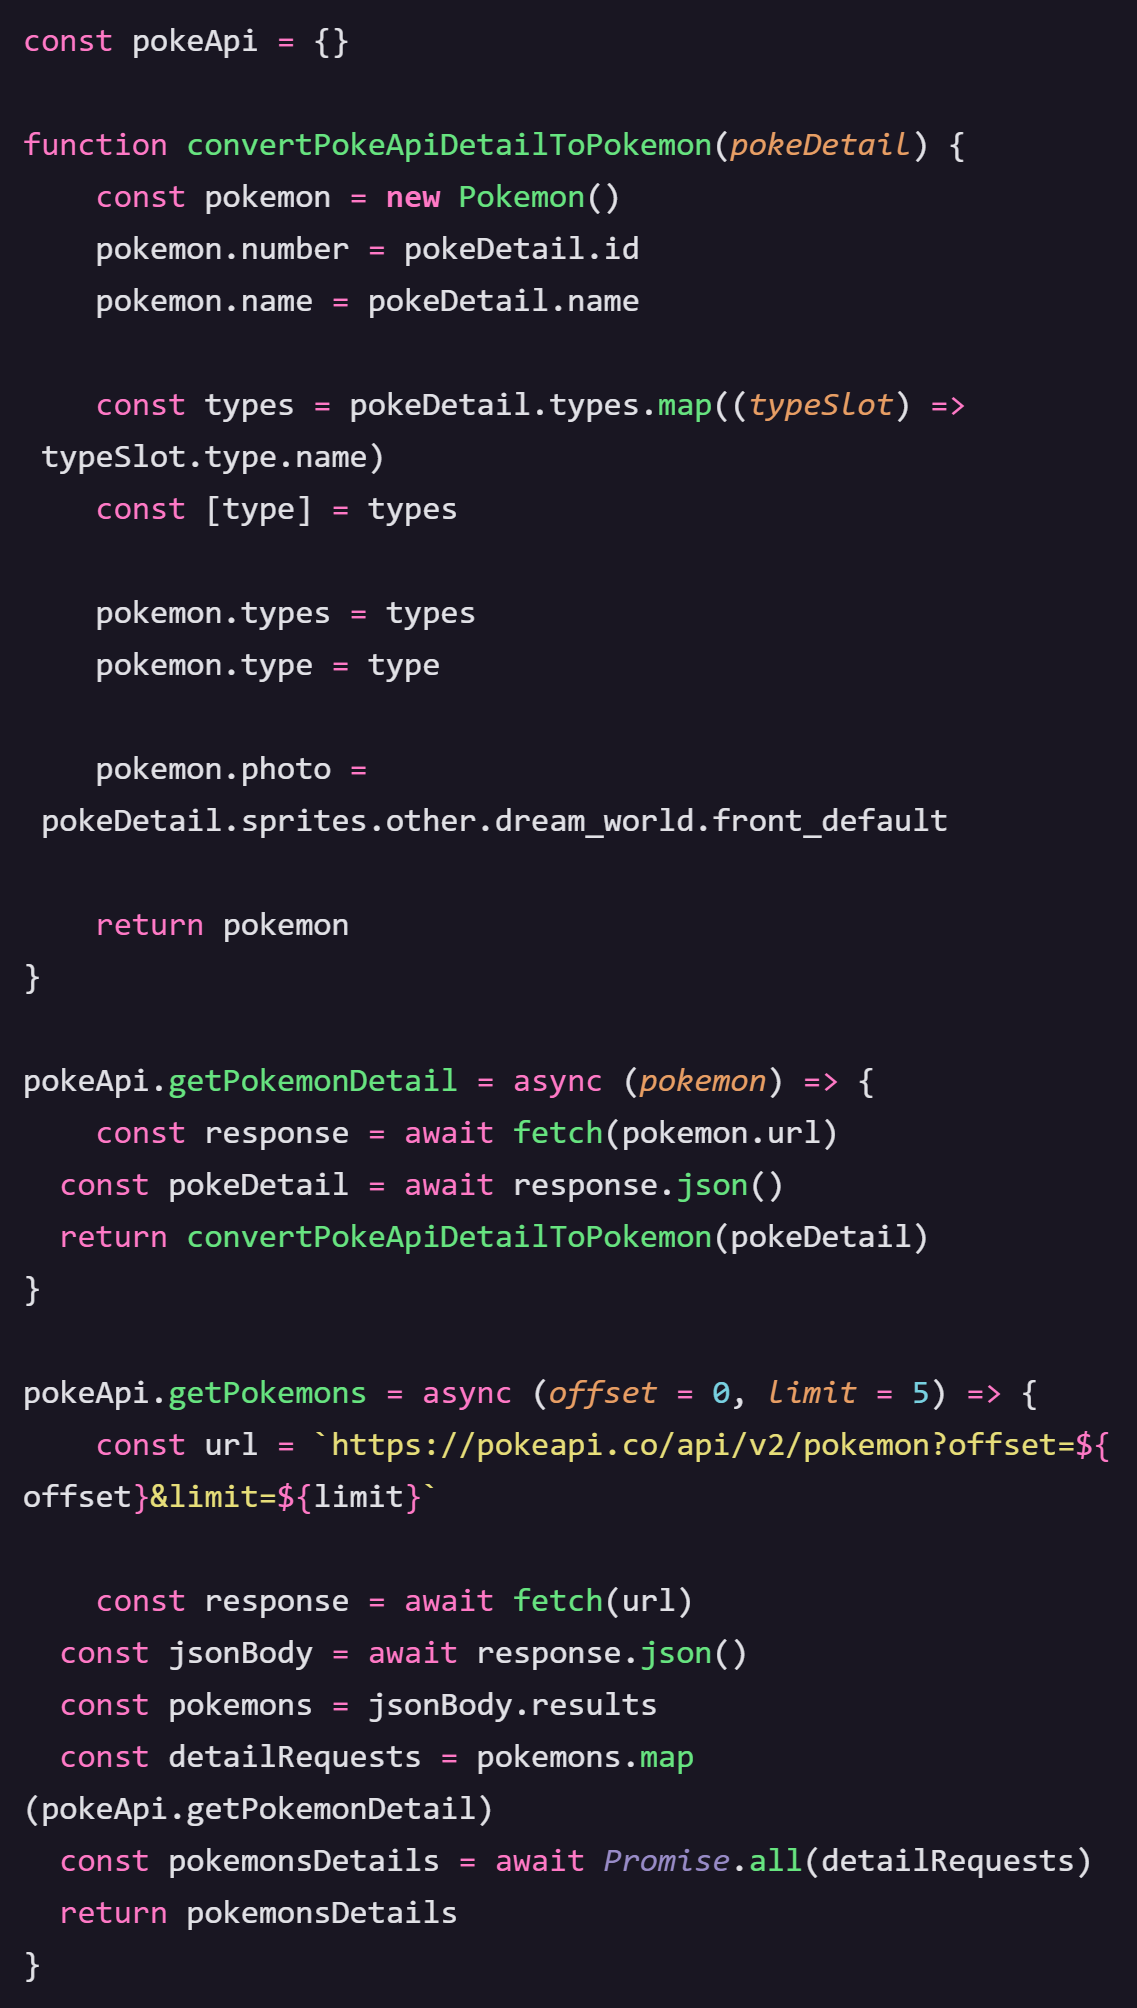 const pokeApi = {}

function convertPokeApiDetailToPokemon(pokeDetail) {
    const pokemon = new Pokemon()
    pokemon.number = pokeDetail.id
    pokemon.name = pokeDetail.name

    const types = pokeDetail.types.map((typeSlot) =>
 typeSlot.type.name)
    const [type] = types

    pokemon.types = types
    pokemon.type = type

    pokemon.photo =
 pokeDetail.sprites.other.dream_world.front_default

    return pokemon
}

pokeApi.getPokemonDetail = async (pokemon) => {
    const response = await fetch(pokemon.url)
  const pokeDetail = await response.json()
  return convertPokeApiDetailToPokemon(pokeDetail)
}

pokeApi.getPokemons = async (offset = 0, limit = 5) => {
    const url = `https://pokeapi.co/api/v2/pokemon?offset=${
offset}&limit=${limit}`

    const response = await fetch(url)
  const jsonBody = await response.json()
  const pokemons = jsonBody.results
  const detailRequests = pokemons.map
(pokeApi.getPokemonDetail)
  const pokemonsDetails = await Promise.all(detailRequests)
  return pokemonsDetails
}